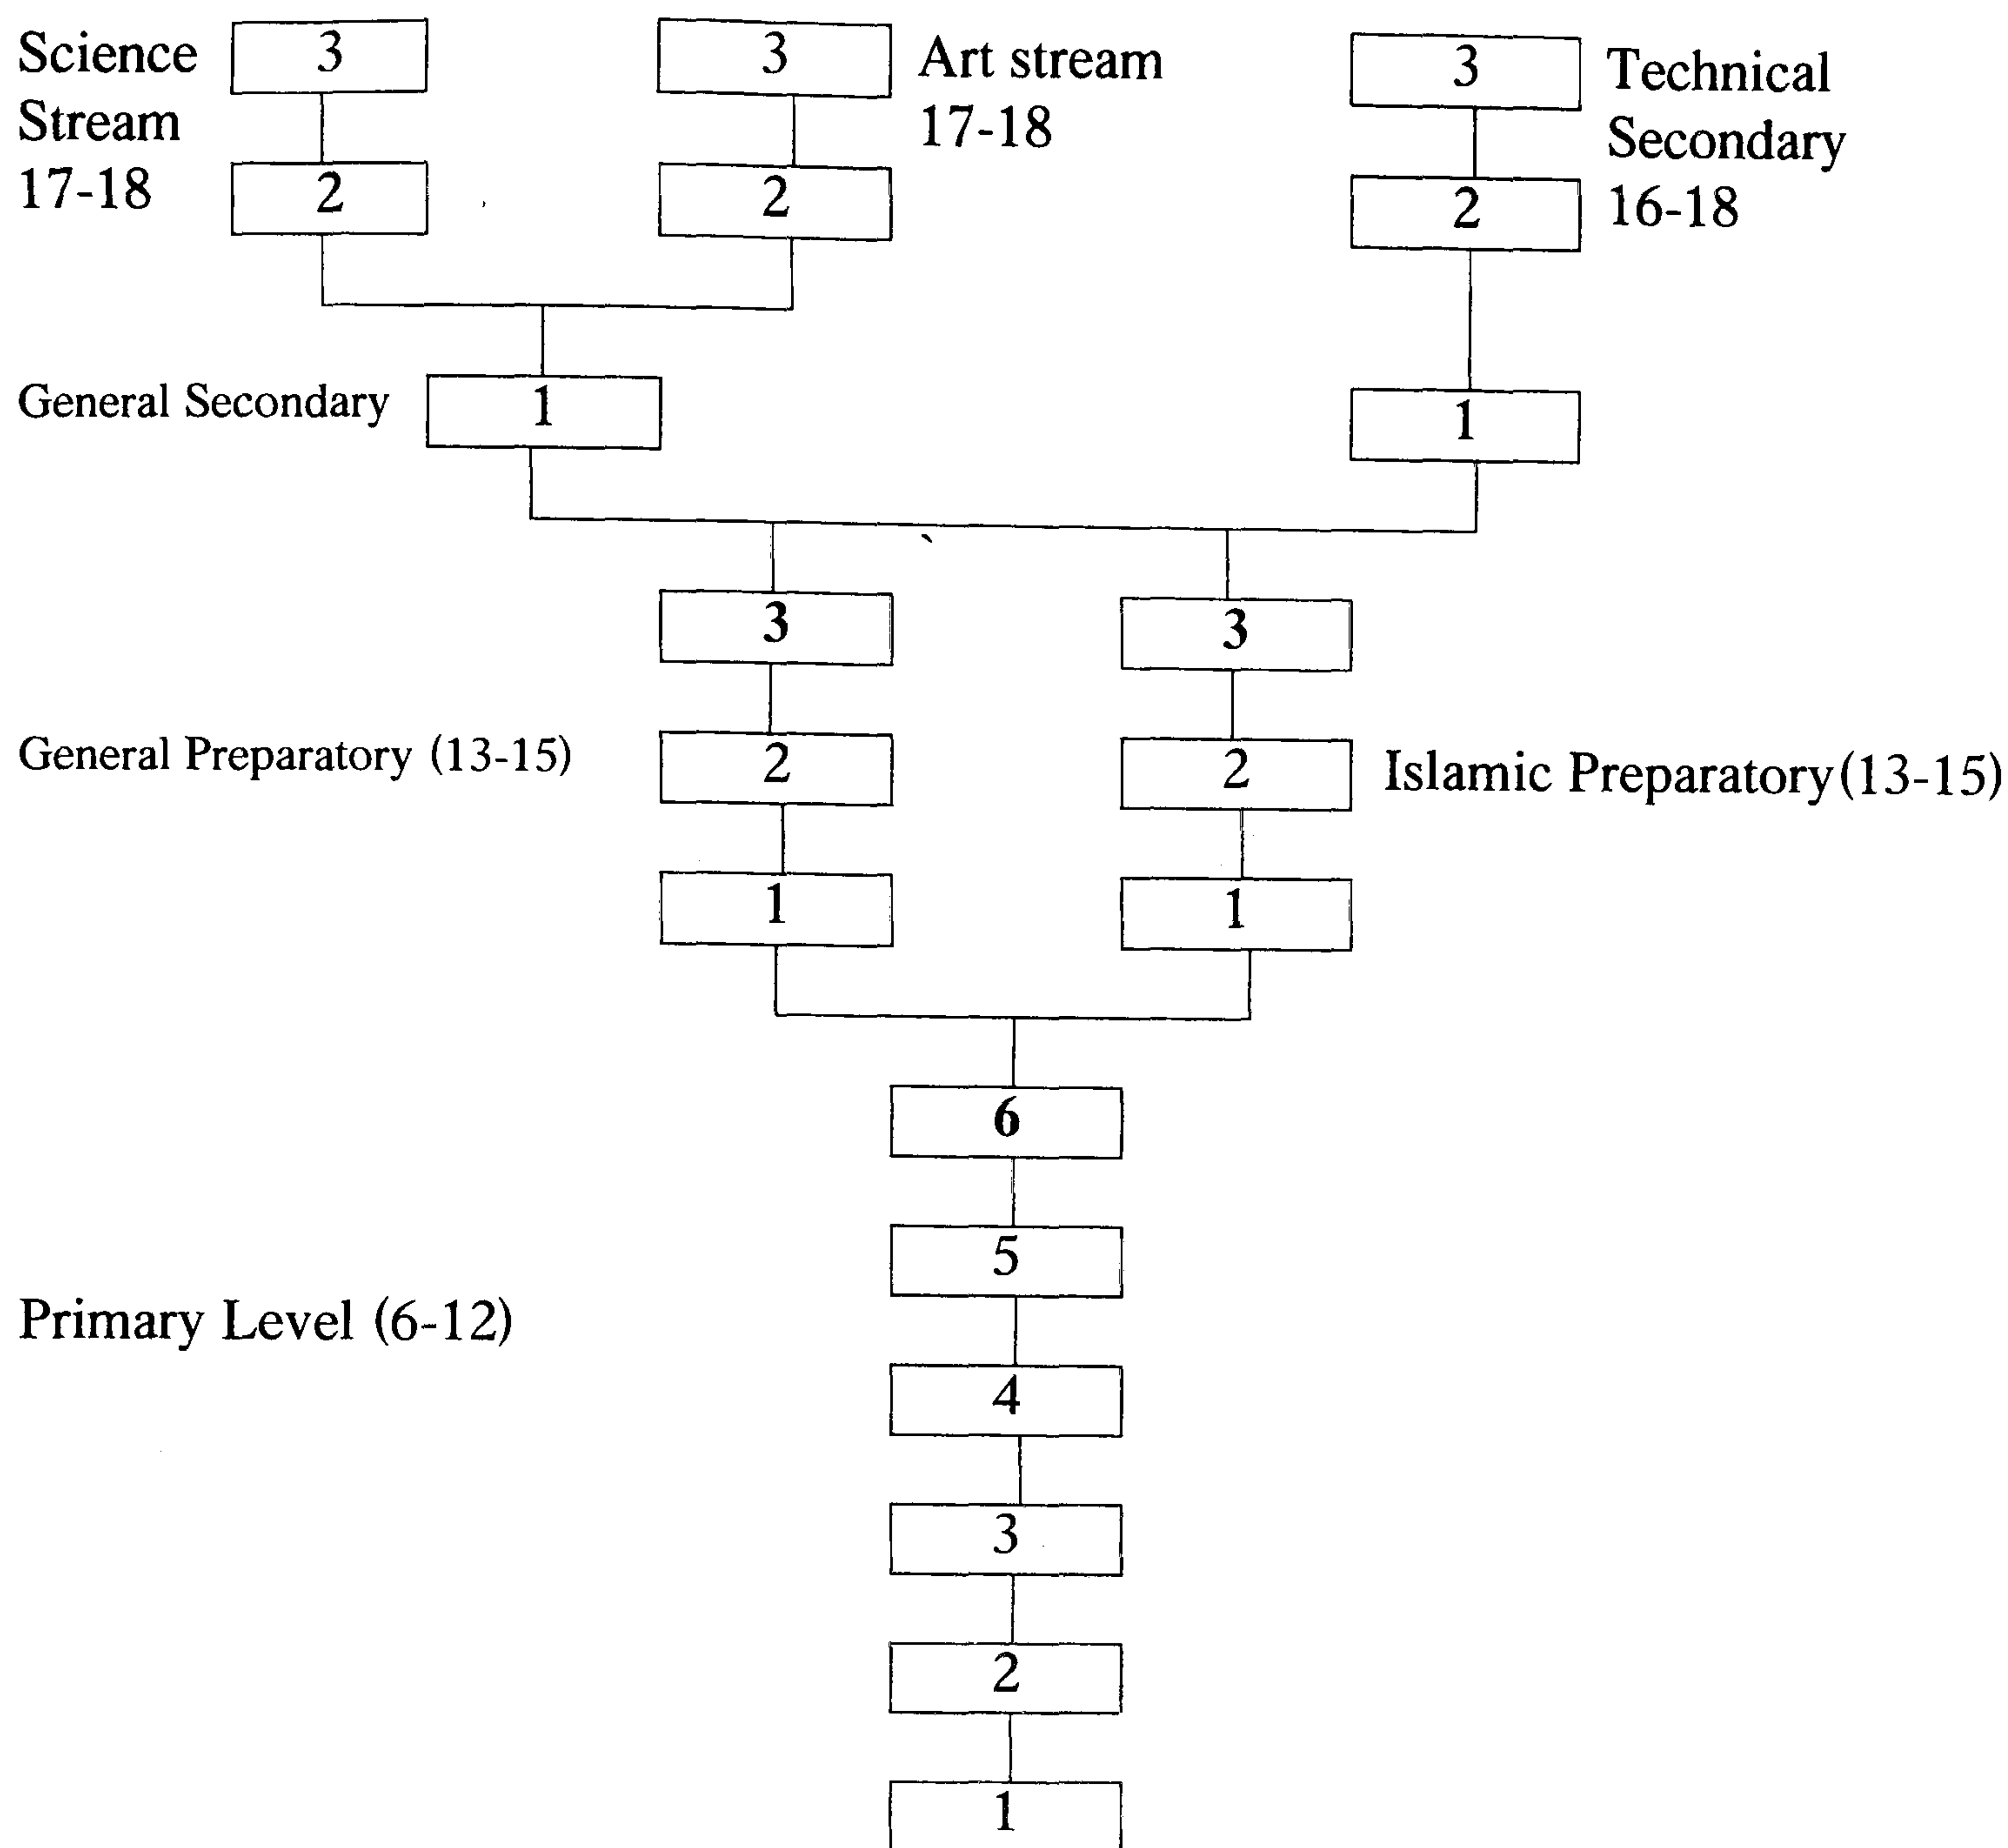 Science
Stream
17-18
3
3
Art stream
17-18
3
Technical
Secondary
16-18
2
2
2
General Secondary
1
1
3
3
General Preparatory (13-15)
2
2
Islamic Preparatory(13-15)
1
1
6
5
Primary Level (6-12)
4
3
2
1